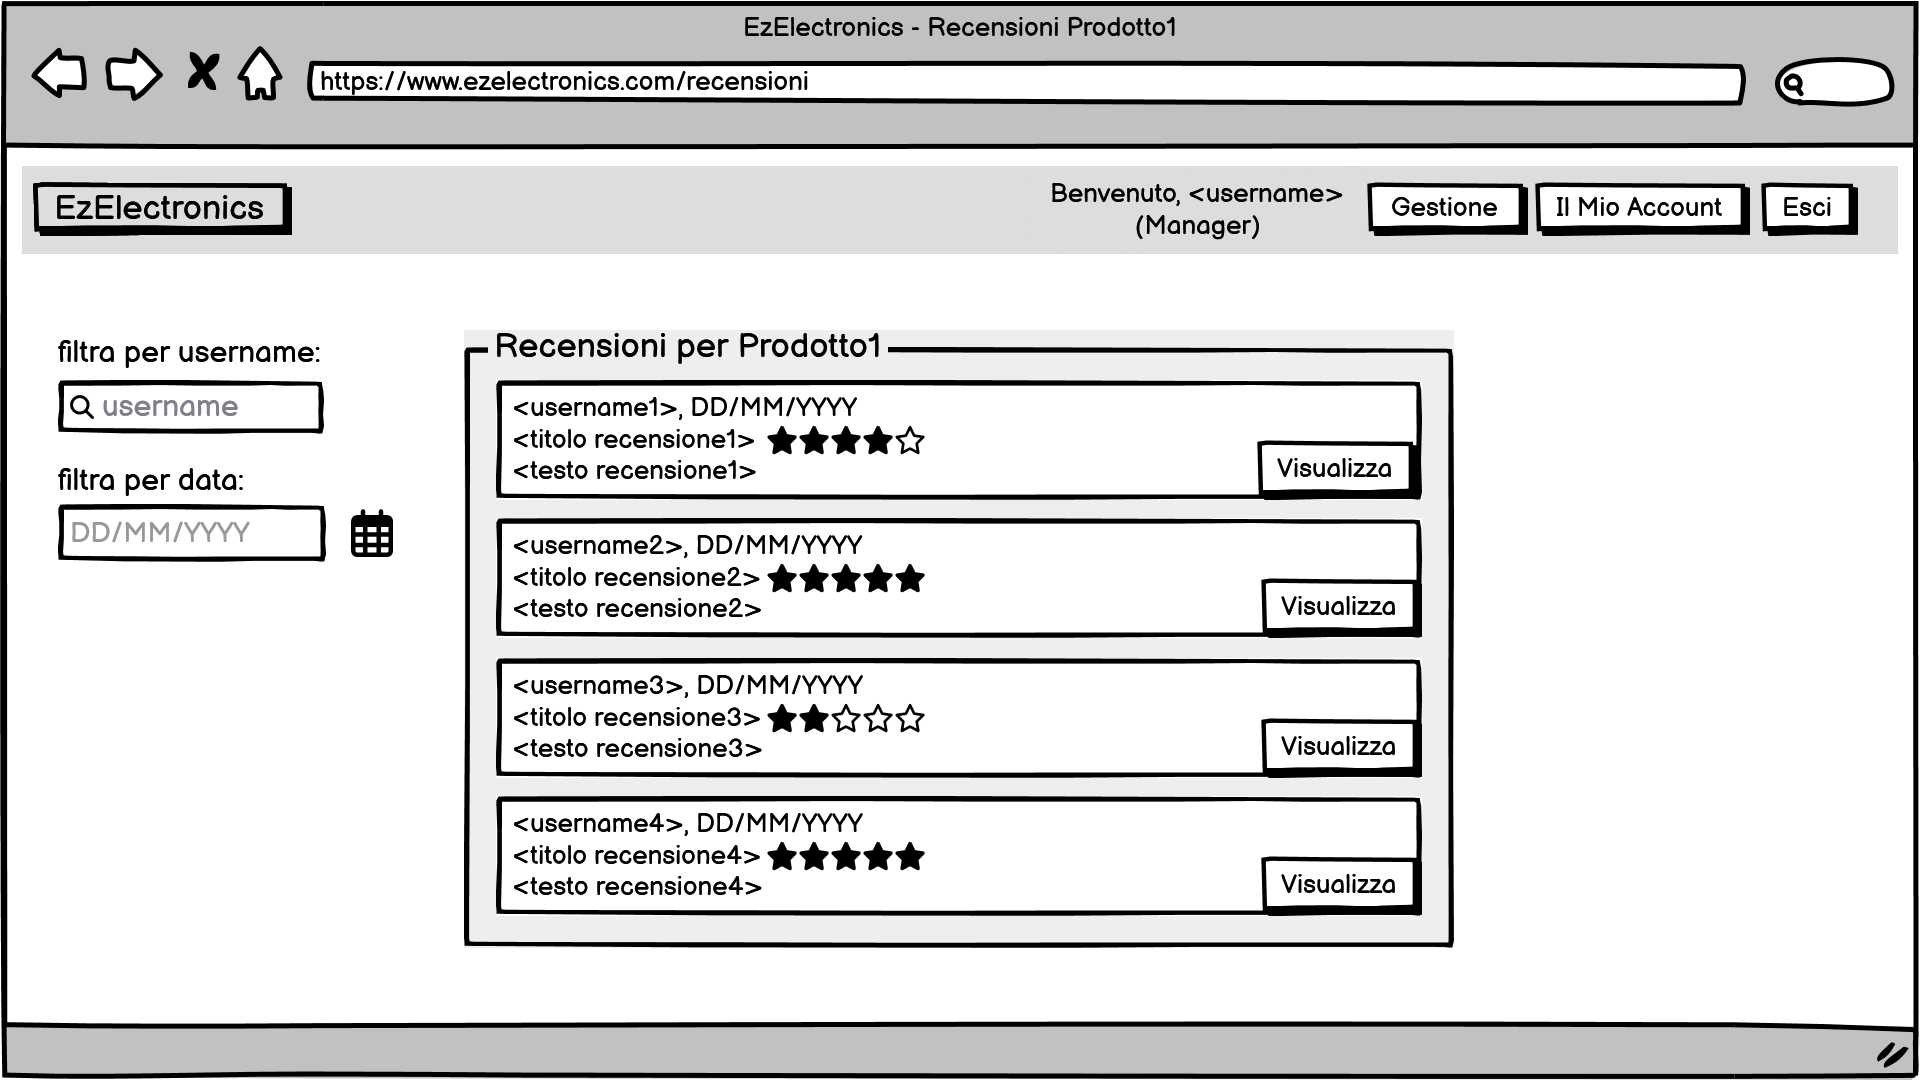 EzElectronics - Recensioni Prodotto1
https://www.ezelectronics.com/recensioni
EzElectronics
Benvenuto, <username>
(Manager)
Gestione
Il Mio Account
Esci
filtra per username:
username
filtra per data:
DD/MM/YYYY
Recensioni per Prodotto1
<username1>, DD/MM/YYYY
<titolo recensione1>
<testo recensione1>
Visualizza
<username2>, DD/MM/YYYY
<titolo recensione2>
<testo recensione2>
Visualizza
<username3>, DD/MM/YYYY
<titolo recensione3>
<testo recensione3>
Visualizza
<username4>, DD/MM/YYYY
<titolo recensione4>
<testo recensione4>
Visualizza